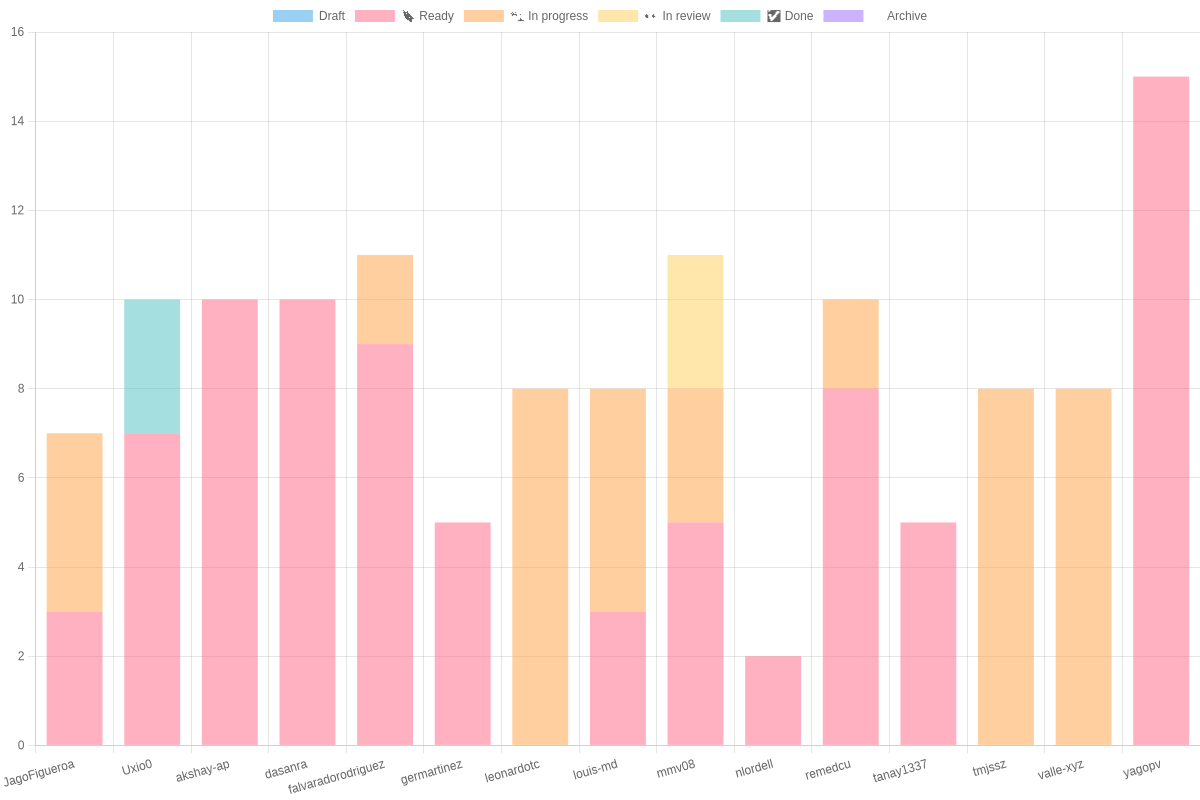 Draft Ready In progress In review Done Archive
16
14
12
10
8
6
4
2
0
JagoFigueroa
Uxio0
akshay-ap
dasanra
falvaradorodriguez
germartinez
leonardotc
louis-md
mmv08
nlordell
remedcu
tanay1337
tmjssz
valle-xyz
yagopv